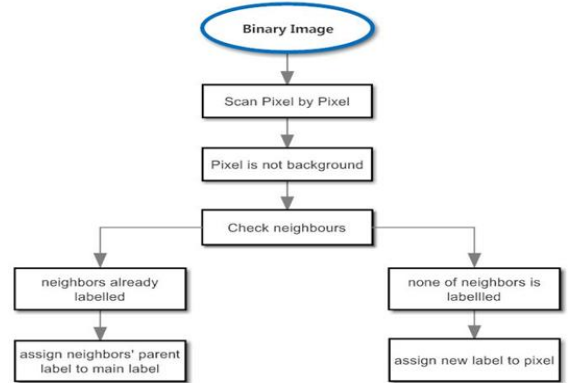 Binary Image
Scan Pixel by Pixel
Pixel is not background
Check neighbours
neighbors already
labelled
none of neighbors is
labellled
assign neighbors' parent
label to main label
assign new label to pixel